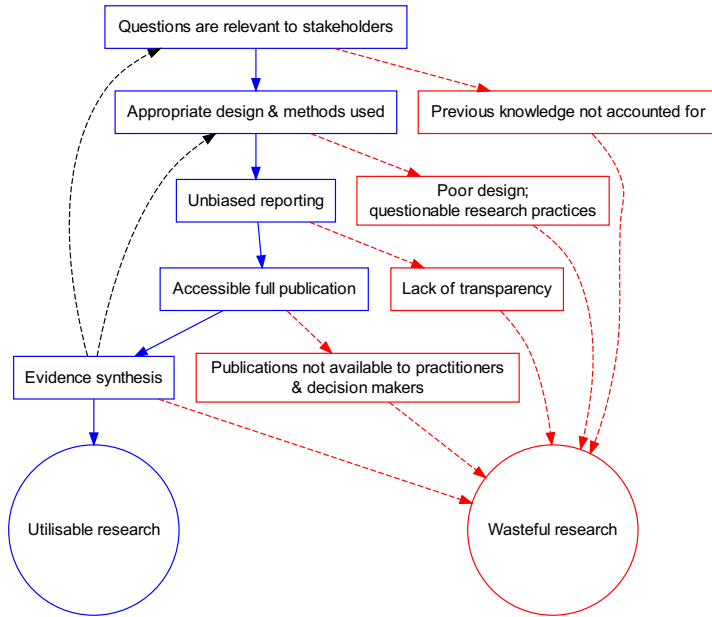 Questions are relevant to stakeholders
Appropriate design & methods used
Previous knowledge not accounted for
Unbiased reporting
Poor design;
questionable research practices
Accessible full publication
Lack of transparency
Evidence synthesis
Publications not available to practitioners
& decision makers
Utilisable research
Wasteful research